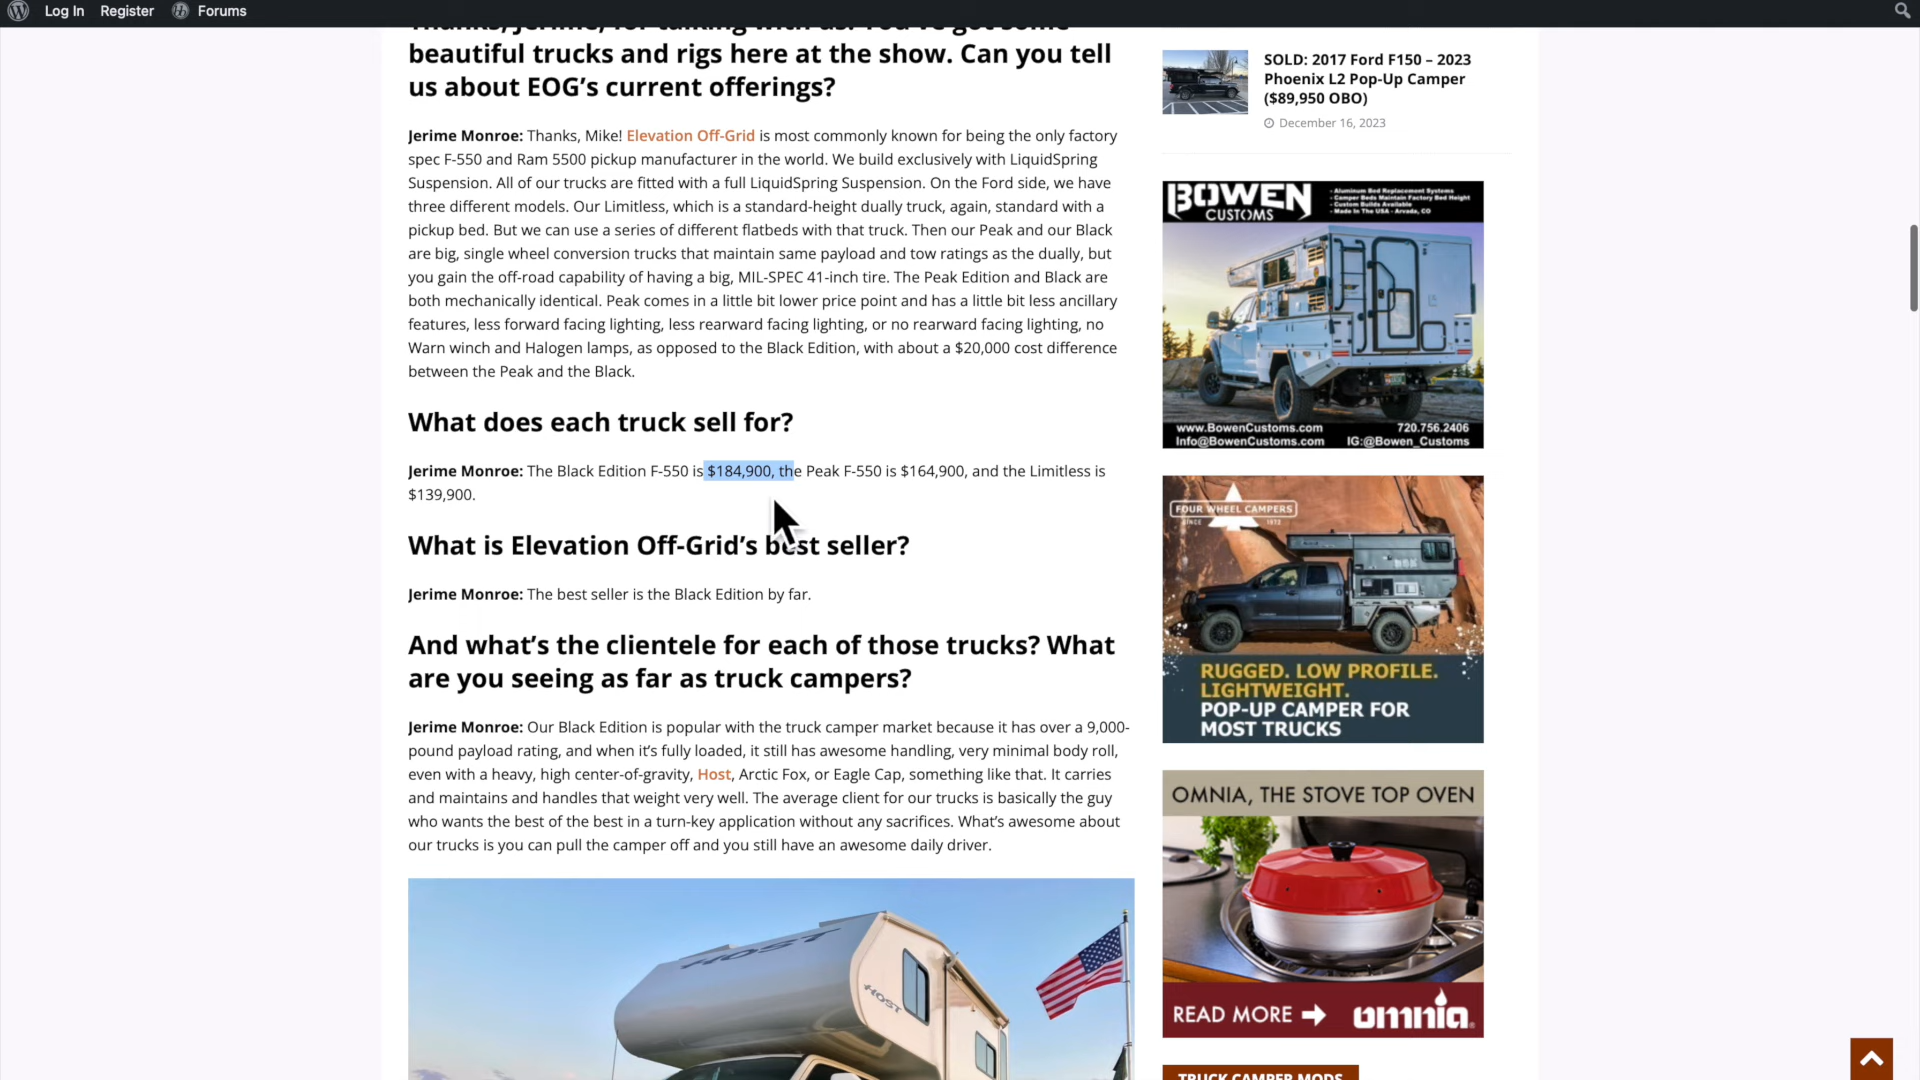 Log In Register Forums
Thanks, Jerime, for talking with us. You've got some
beautiful trucks and rigs here at the show. Can you tell
us about EOG’s current offerings?
Jerime Monroe: Thanks, Mike! Elevation Off-Grid is most commonly known for being the only factory
spec F-550 and Ram 5500 pickup manufacturer in the world. We build exclusively with LiquidSpring
Suspension. All of our trucks are fitted with a full LiquidSpring Suspension. On the Ford side, we have
three different models. Our Limitless, which is a standard-height dually truck, again, standard with a
pickup bed. But we can use a series of different flatbeds with that truck. Then our Peak and our Black
are big, single wheel conversion trucks that maintain same payload and tow ratings as the dually, but
you gain the off-road capability of having a big, MIL-SPEC 41-inch tire. The Peak Edition and Black are
both mechanically identical. Peak comes in a little bit lower price point and has a little bit less ancillary
features, less forward facing lighting, less rearward facing lighting, or no rearward facing lighting, no
Warn winch and Halogen lamps, as opposed to the Black Edition, with about a $20,000 cost difference
between the Peak and the Black.
What does each truck sell for?
Jerime Monroe: The Black Edition F-550 is $184,900, the Peak F-550 is $164,900, and the Limitless is
$139,900.
What is Elevation Off-Grid’s best seller?
Jerime Monroe: The best seller is the Black Edition by far.
And what’s the clientele for each of those trucks? What
are you seeing as far as truck campers?
Jerime Monroe: Our Black Edition is popular with the truck camper market because it has over a 9,000-
pound payload rating, and when it’s fully loaded, it still has awesome handling, very minimal body roll,
even with a heavy, high center-of-gravity, Host, Arctic Fox, or Eagle Cap, something like that. It carries
and maintains and handles that weight very well. The average client for our trucks is basically the guy
who wants the best of the best in a turn-key application without any sacrifices. What’s awesome about
our trucks is you can pull the camper off and you still have an awesome daily driver.
HOST
HOST
SOLD: 2017 Ford F150 – 2023
Phoenix L2 Pop-Up Camper
($89,950 OBO)
December 16, 2023
BOWEN
CUSTOMS
- Aluminum Bed Replacement Systems
- Camper Beds Maintain Factory Bed Height
- Custom Builds Available
- Made In The USA - Arvada, CO
www.BowenCustoms.com 720.756.2406
Info@BowenCustoms.com IG:@Bowen_Customs
FOUR WHEEL CAMPERS
SINCE 1972
RUGGED. LOW PROFILE.
LIGHTWEIGHT.
POP-UP CAMPER FOR
MOST TRUCKS
OMNIA, THE STOVE TOP OVEN
READ MORE omnia
TRUCK CAMPER MODS